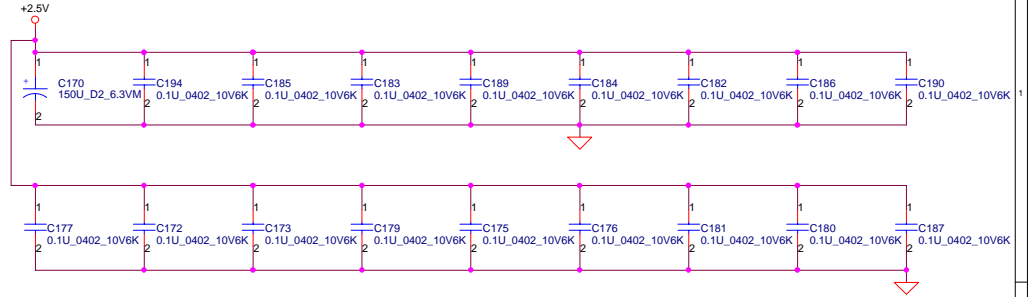 +2.5V
1 1 1 1 1 1 1 1 1
+ C170 C194 C185 C183 C189 C184 C182 C186 C190
150U_D2_6.3VM 0.1U_0402_10V6K 0.1U_0402_10V6K 0.1U_0402_10V6K 0.1U_0402_10V6K 0.1U_0402_10V6K 0.1U_0402_10V6K 0.1U_0402_10V6K 0.1U_0402_10V6K 1
2 2 2 2 2 2 2 2 2
1 1 1 1 1 1 1 1 1
C177 C172 C173 C179 C175 C176 C181 C180 C187
0.1U_0402_10V6K 0.1U_0402_10V6K 0.1U_0402_10V6K 0.1U_0402_10V6K 0.1U_0402_10V6K 0.1U_0402_10V6K 0.1U_0402_10V6K 0.1U_0402_10V6K 0.1U_0402_10V6K
2 2 2 2 2 2 2 2 2